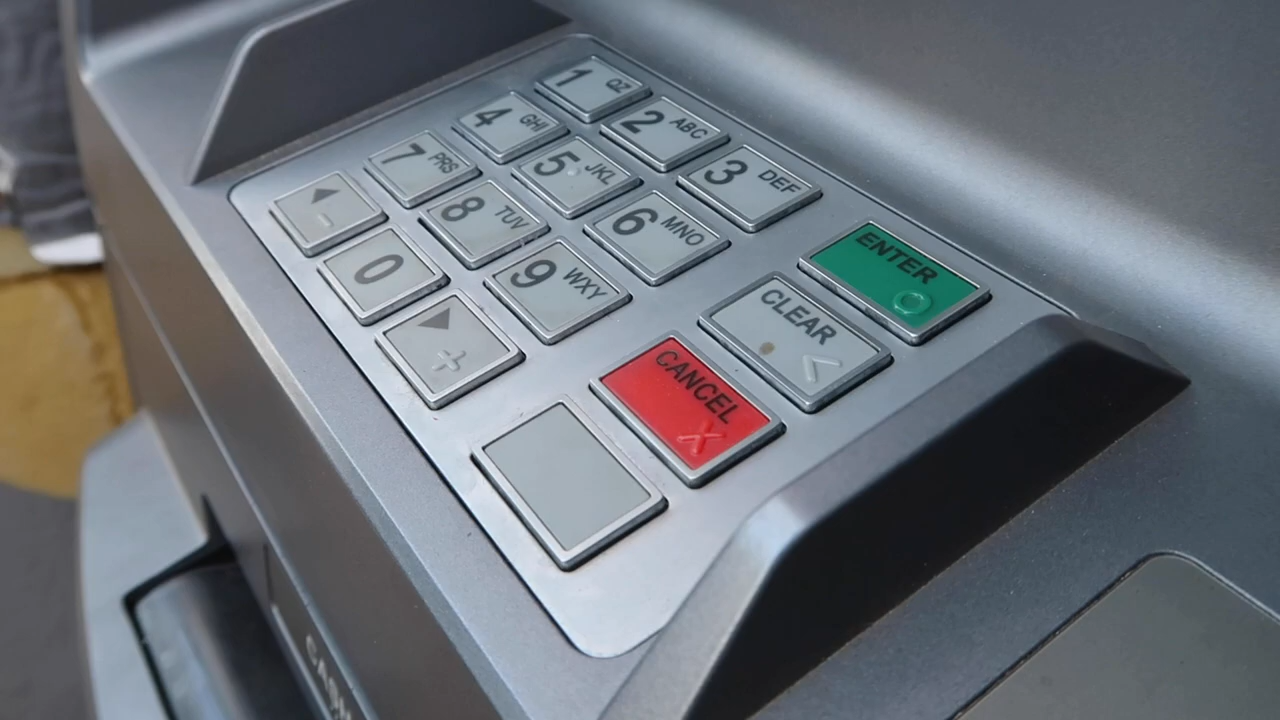 1 QZ
2 ABC
3 DEF
ENTER
4 GHI
5 JKL
6 MNO
CLEAR
<
7 PRS
8 TUV
9 WXY
CANCEL
X
-
0
+
CASH